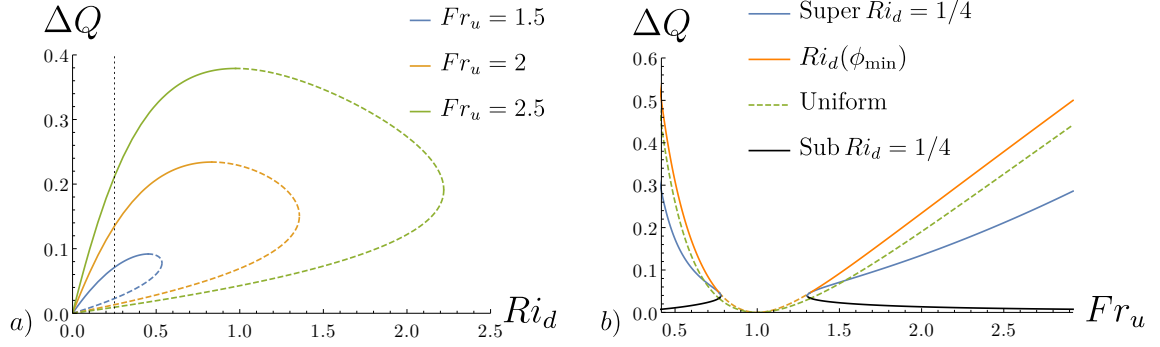 ΔQ
Fr_u = 1.5
Fr_u = 2
Fr_u = 2.5
0.4
0.3
0.2
0.1
0.0
0.0 0.5 1.0 1.5 2.0 2.5
Ri_d
a)
ΔQ
Super Ri_d = 1/4
Ri_d(ϕ_min)
Uniform
Sub Ri_d = 1/4
0.6
0.5
0.4
0.3
0.2
0.1
0.0
0.5 1.0 1.5 2.0 2.5
Fr_u
b)